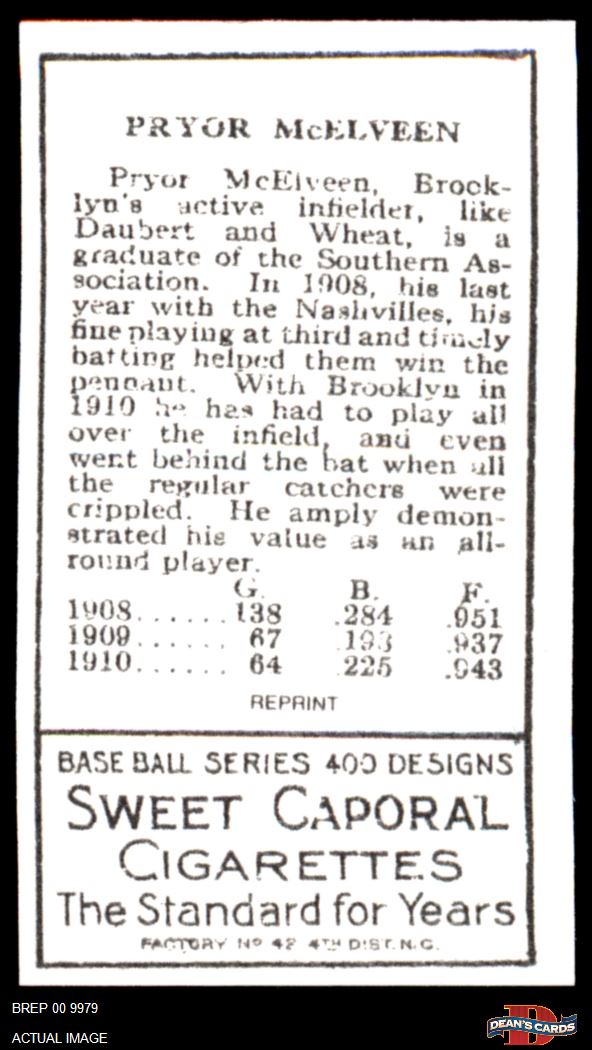 PRYOR McELVEEN
Pryor McElveen, Brook-
lyn's active infielder, like
Daubert and Wheat, is a
graduate of the Southern As-
sociation. In 1908, his last
year with the Nashvilles, his
fine playing at third and timely
batting helped them win the
pennant. With Brooklyn in
1910 he has had to play all
over the infield, and even
went behind the bat when all
the regular catchers were
crippled. He amply demon-
strated his value as an all-
round player.
G. B. F.
1908......138 .284 .951
1909...... 67 .193 .937
1910...... 64 .225 .943
REPRINT
BASE BALL SERIES 400 DESIGNS
SWEET CAPORAL
CIGARETTES
The Standard for Years
FACTORY Nº 42 4TH DIST. N.C.
BREP 00 9979
ACTUAL IMAGE
D
DEAN'S CARDS